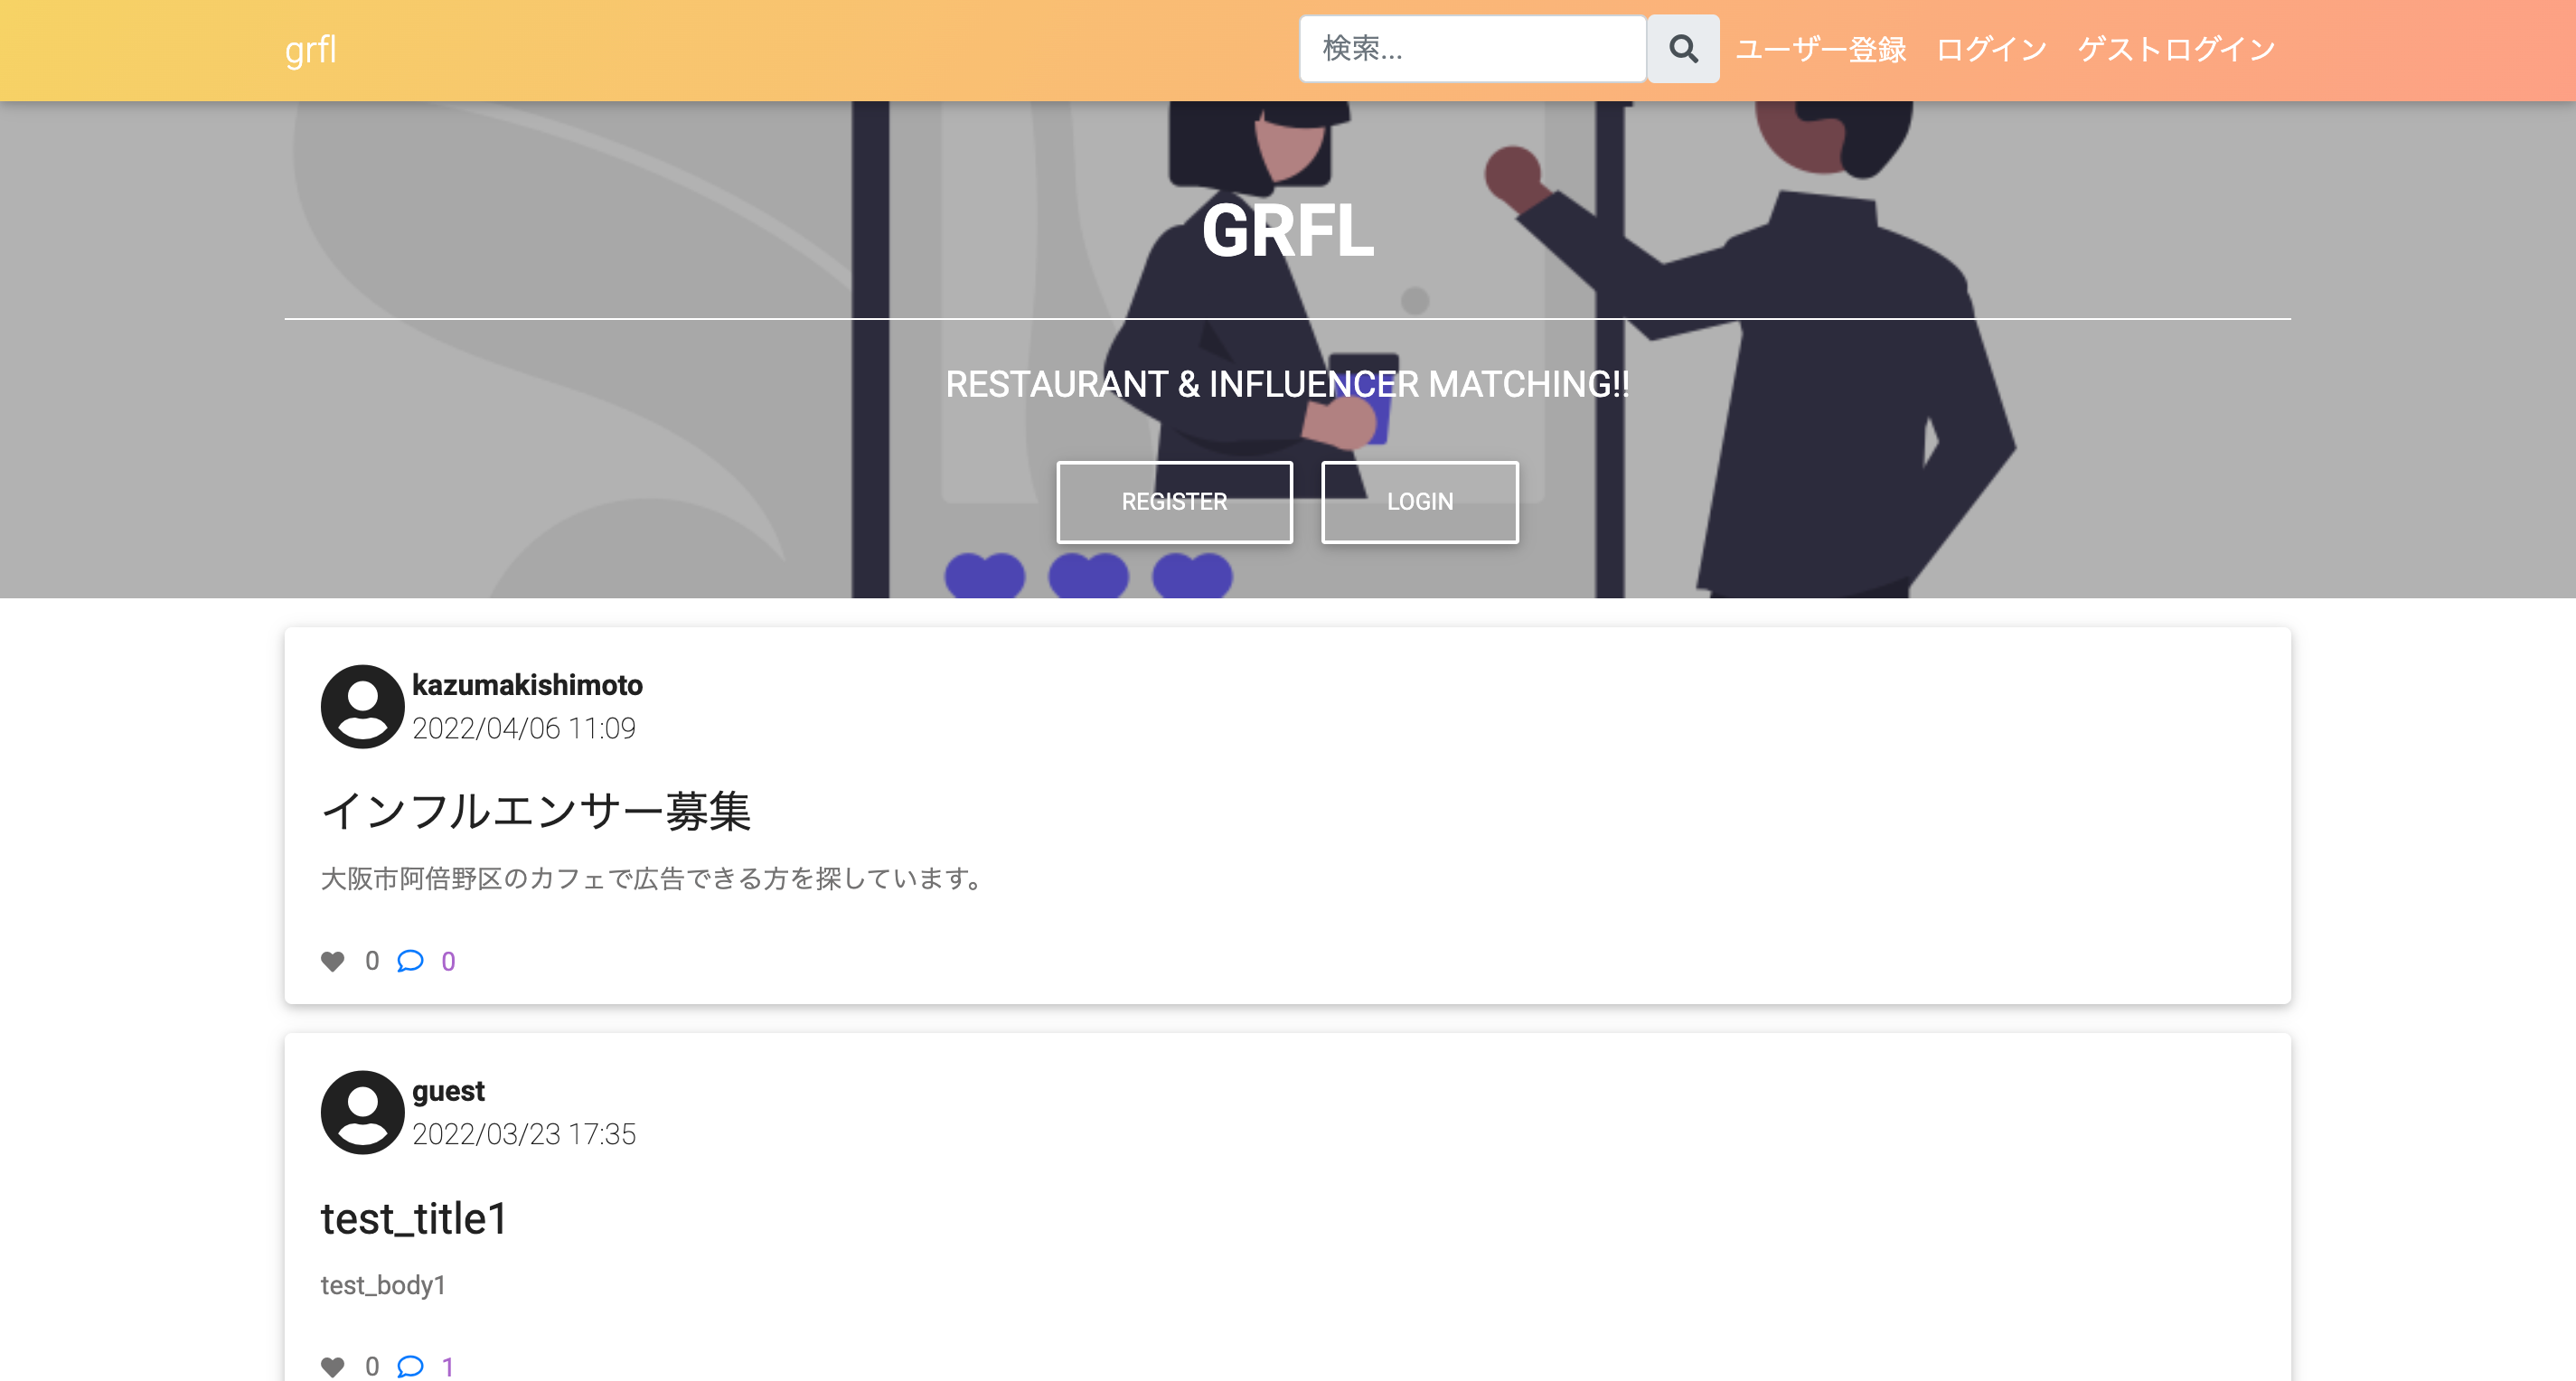 grfl
検索...
ユーザー登録 ログイン ゲストログイン
GRFL
RESTAURANT & INFLUENCER MATCHING!!
REGISTER LOGIN
kazumakishimoto
2022/04/06 11:09
インフルエンサー募集
大阪市阿倍野区のカフェで広告できる方を探しています。
0 0
guest
2022/03/23 17:35
test_title1
test_body1
0 1